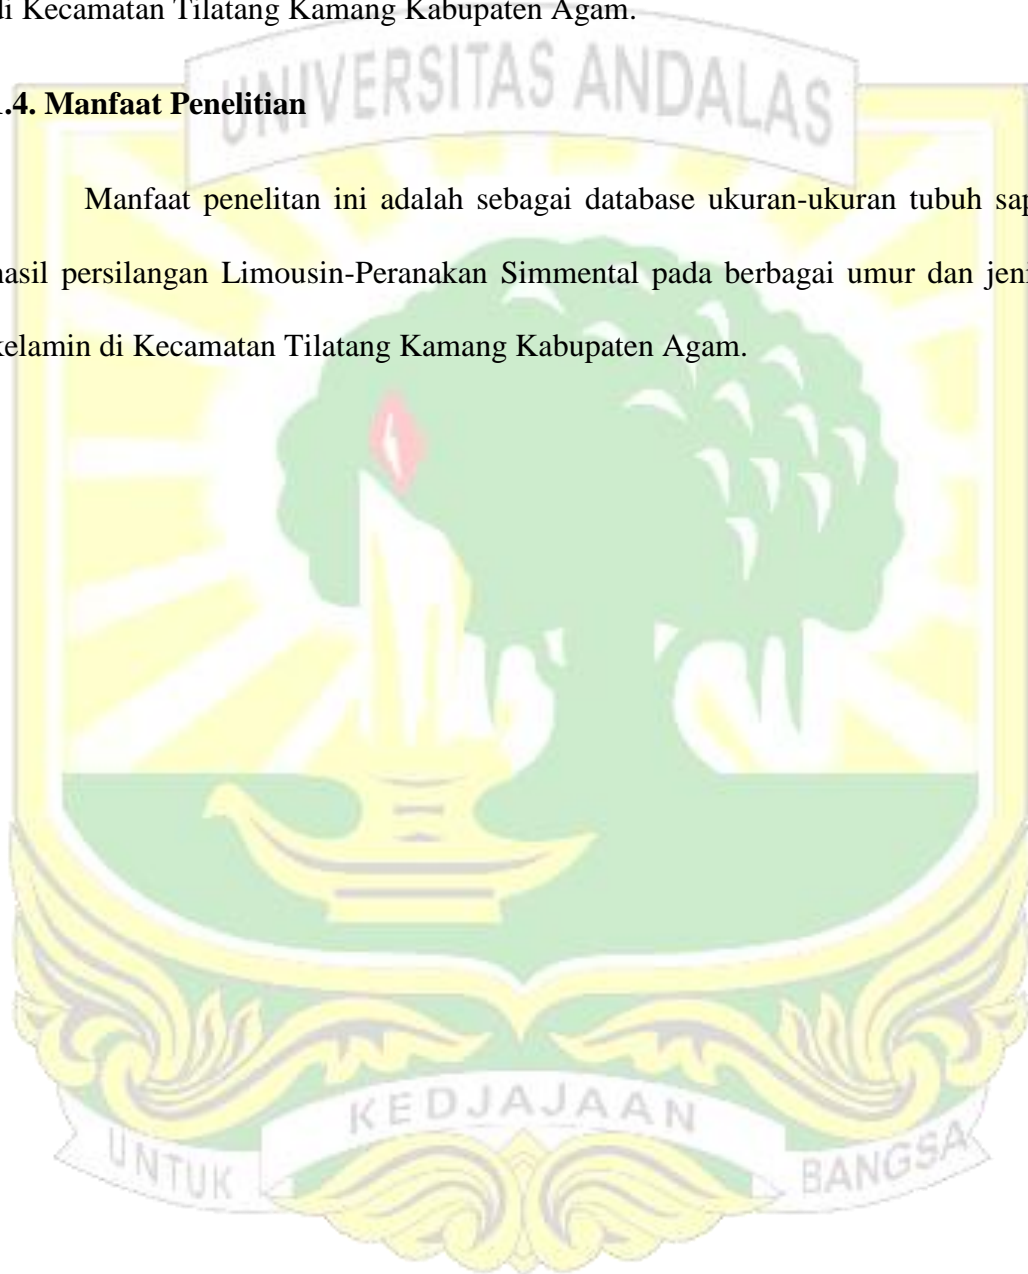 di Kecamatan Tilatang Kamang Kabupaten Agam.
UNIVERSITAS ANDALAS
1.4. Manfaat Penelitian
Manfaat penelitan ini adalah sebagai database ukuran-ukuran tubuh sap
hasil persilangan Limousin-Peranakan Simmental pada berbagai umur dan jeni
kelamin di Kecamatan Tilatang Kamang Kabupaten Agam.
UNTUK KEDJAJAAN BANGSA